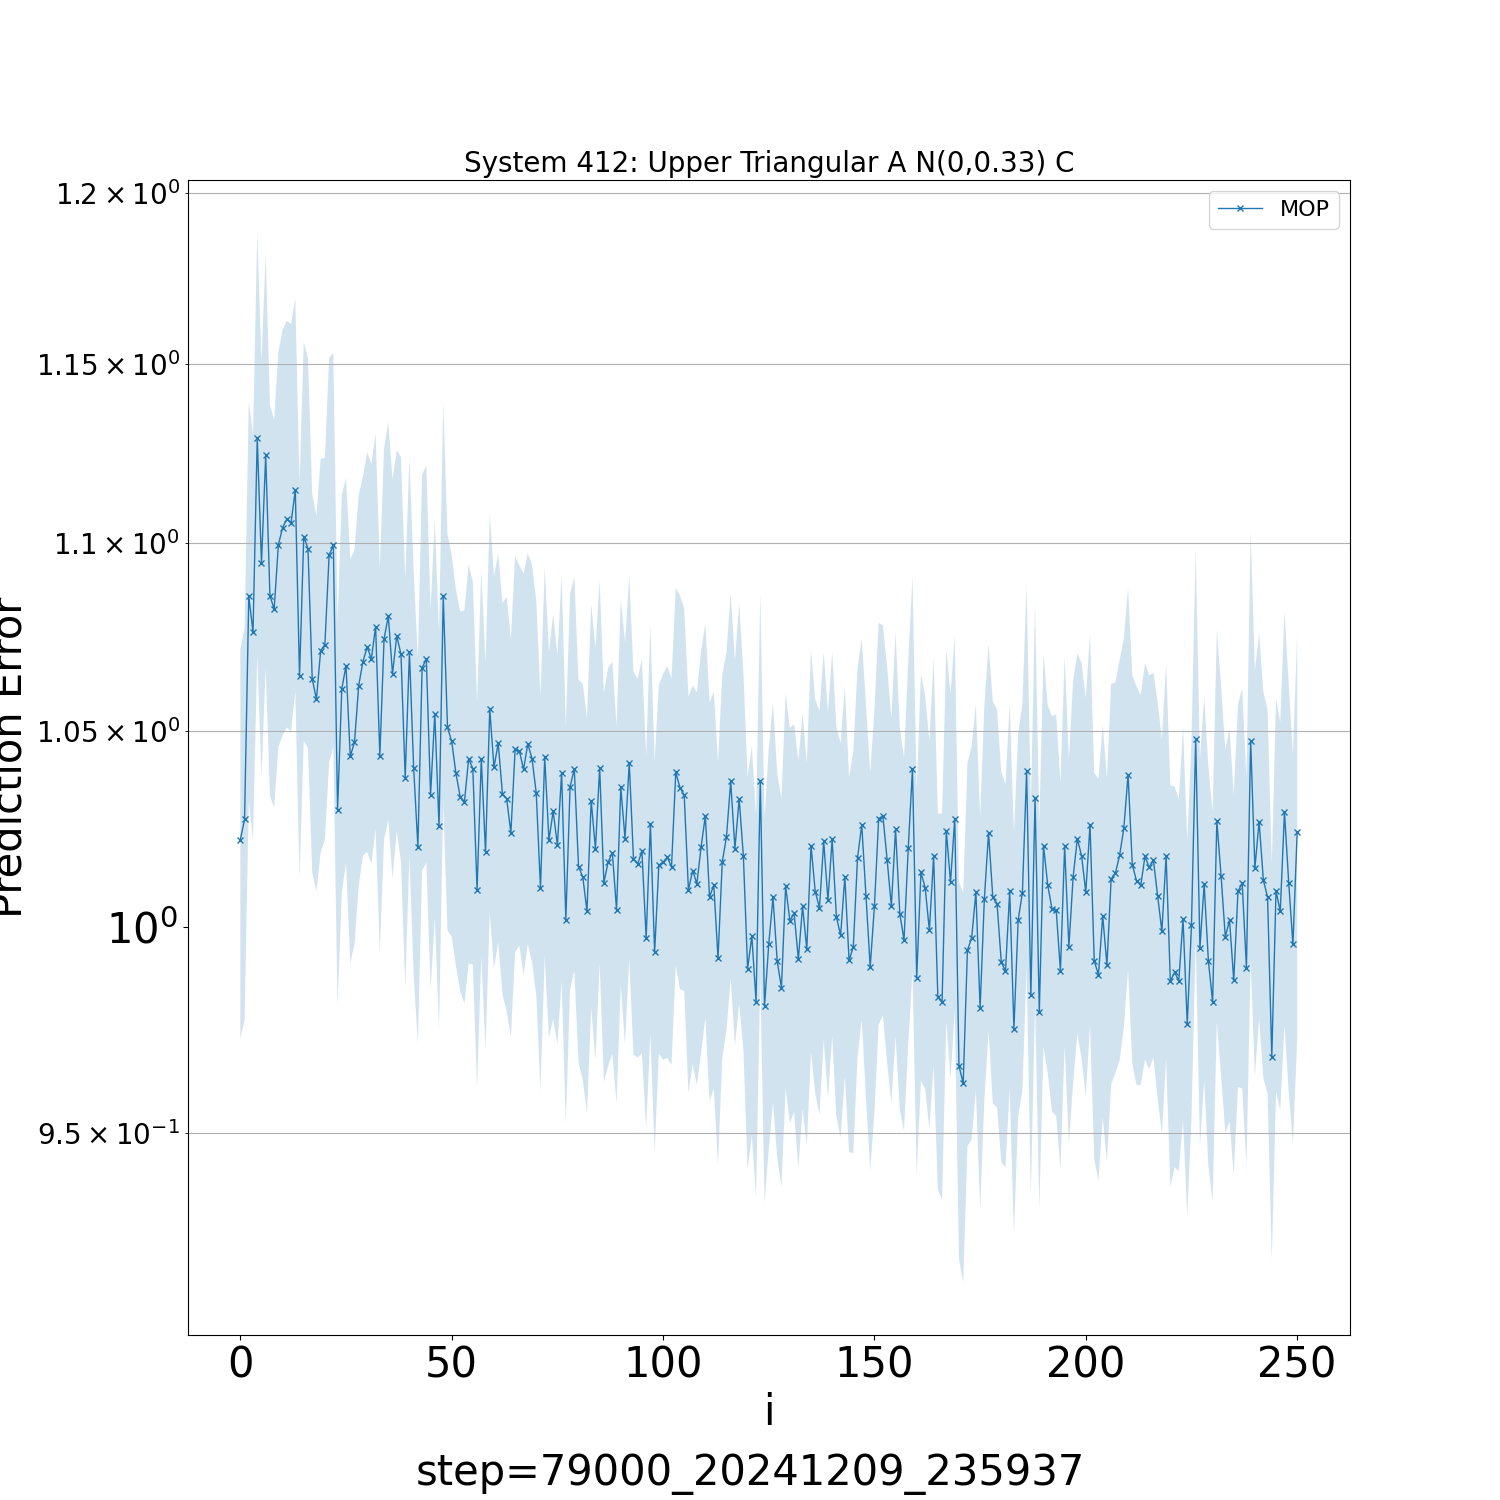 System 412: Upper Triangular A N(0,0.33) C
MOP
1.2 × 10⁰
1.15 × 10⁰
1.1 × 10⁰
1.05 × 10⁰
10⁰
9.5 × 10⁻¹
Prediction Error
0 50 100 150 200 250
i
step=79000_20241209_235937